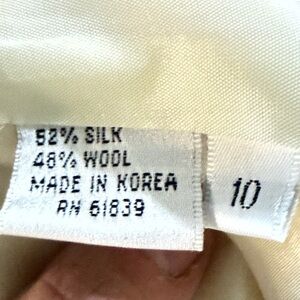 52% SILK
48% WOOL
MADE IN KOREA
RN 61839
10